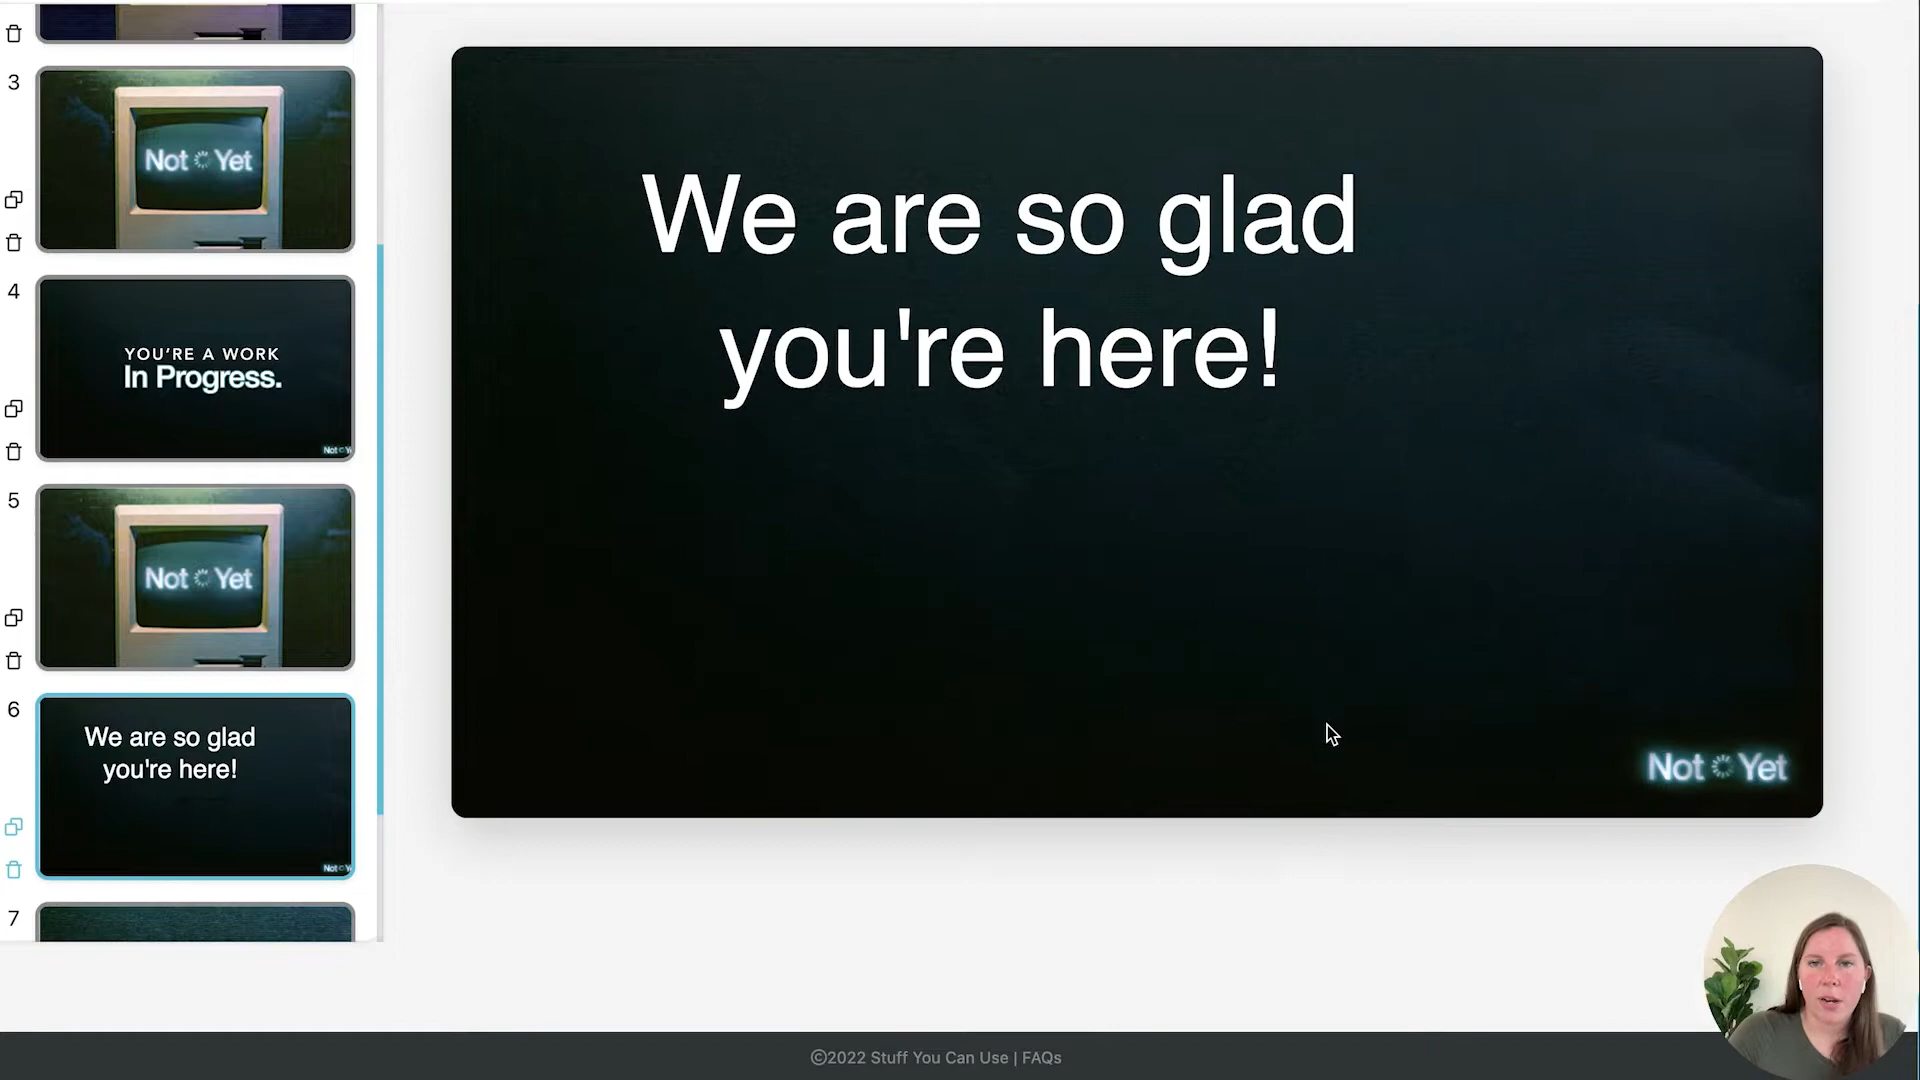 3
Not Yet
4
YOU'RE A WORK
In Progress.
Not Y
5
Not Yet
6
We are so glad
you're here!
Not Y
7
We are so glad
you're here!
Not Yet
©2022 Stuff You Can Use | FAQs